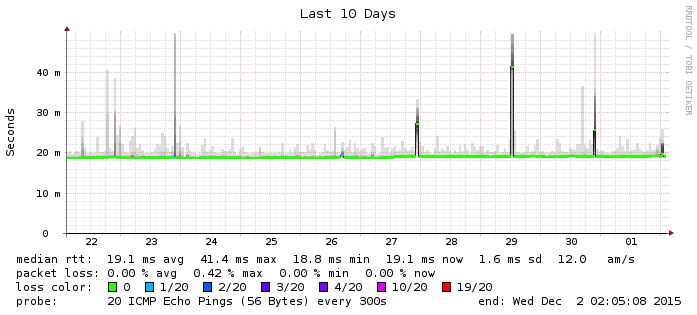 Last 10 Days
RRDTOOL / TOBI OETIKER
Seconds
40 m
30 m
20 m
10 m
0
22 23 24 25 26 27 28 29 30 01
median rtt: 19.1 ms avg 41.4 ms max 18.8 ms min 19.1 ms now 1.6 ms sd 12.0 am/s
packet loss: 0.00 % avg 0.42 % max 0.00 % min 0.00 % now
loss color: 0 1/20 2/20 3/20 4/20 10/20 19/20
probe: 20 ICMP Echo Pings (56 Bytes) every 300s end: Wed Dec 2 02:05:08 2015